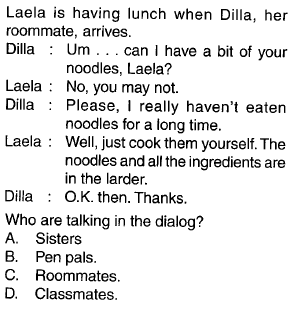 Laela is having lunch when Dilla, her
roommate, arrives.
Dilla : Um . . . can I have a bit of your
noodles, Laela?
Laela : No, you may not.
Dilla : Please, I really haven't eaten
noodles for a long time.
Laela : Well, just cook them yourself. The
noodles and all the ingredients are
in the larder.
Dilla : O.K. then. Thanks.
Who are talking in the dialog?
A. Sisters
B. Pen pals.
C. Roommates.
D. Classmates.